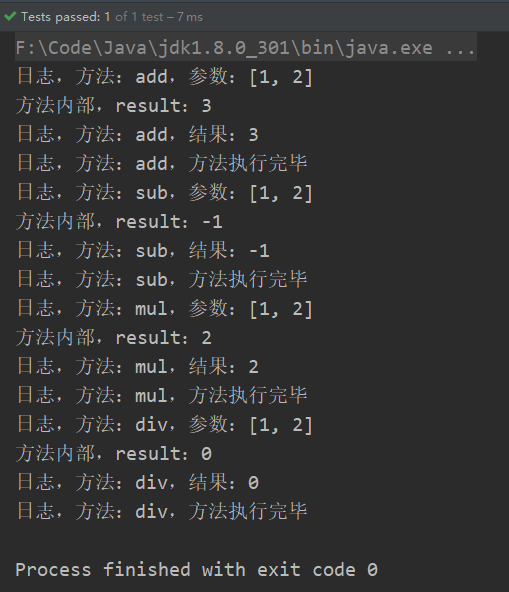 Tests passed: 1 of 1 test – 7 ms
F:\Code\Java\jdk1.8.0_301\bin\java.exe ...
日志，方法：add，参数：[1, 2]
方法内部，result：3
日志，方法：add，结果：3
日志，方法：add，方法执行完毕
日志，方法：sub，参数：[1, 2]
方法内部，result：-1
日志，方法：sub，结果：-1
日志，方法：sub，方法执行完毕
日志，方法：mul，参数：[1, 2]
方法内部，result：2
日志，方法：mul，结果：2
日志，方法：mul，方法执行完毕
日志，方法：div，参数：[1, 2]
方法内部，result：0
日志，方法：div，结果：0
日志，方法：div，方法执行完毕
Process finished with exit code 0